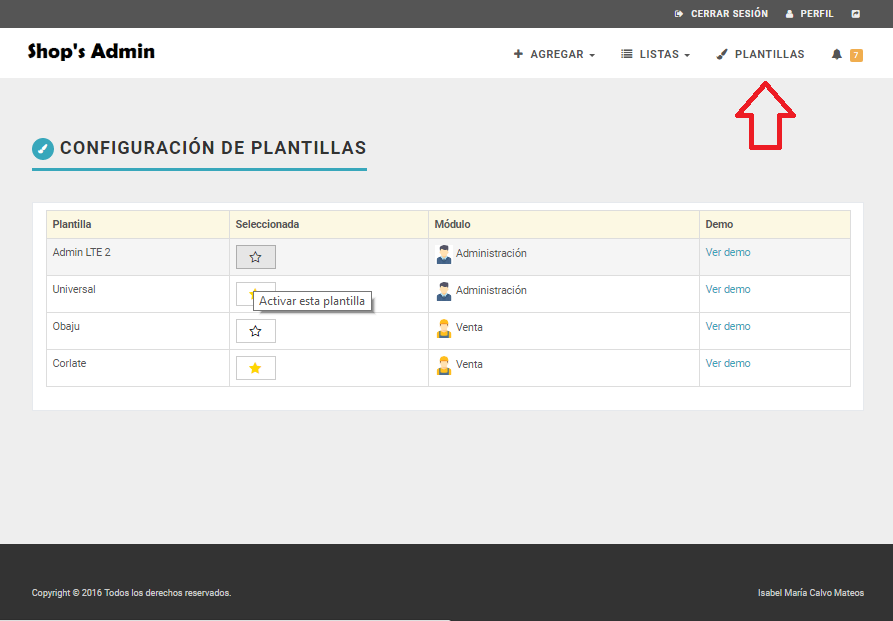 CERRAR SESIÓN PERFIL
Shop's Admin
AGREGAR LISTAS PLANTILLAS 7
CONFIGURACIÓN DE PLANTILLAS
Plantilla Seleccionada Módulo Demo
Admin LTE 2 Administración Ver demo
Universal Administración Ver demo
Activar esta plantilla
Obaju Venta Ver demo
Corlate Venta Ver demo
Copyright © 2016 Todos los derechos reservados. Isabel María Calvo Mateos